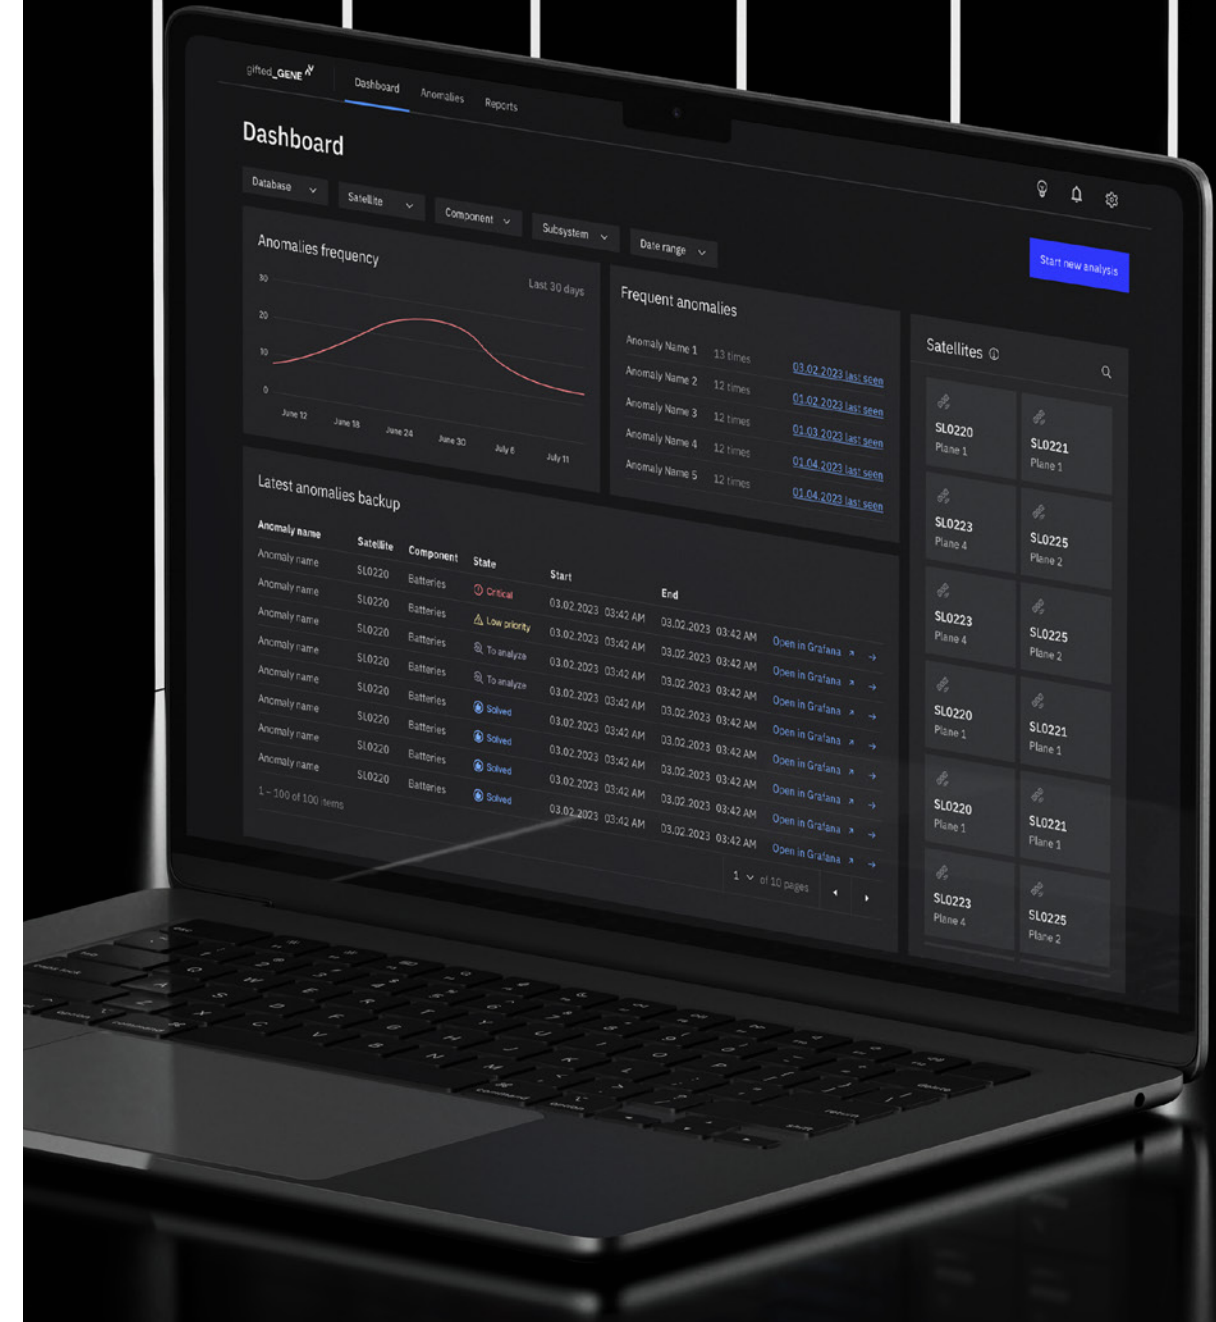 gifted_GENE
Dashboard Anomalies Reports
Dashboard
Database Satellite Component Subsystem Date range
Start new analysis
Anomalies frequency
Last 30 days
30
20
10
0
June 12 June 18 June 24 June 30 July 6 July 11
Frequent anomalies
Anomaly Name 1 13 times 03.02.2023 last seen
Anomaly Name 2 12 times 01.02.2023 last seen
Anomaly Name 3 12 times 01.03.2023 last seen
Anomaly Name 4 12 times 01.04.2023 last seen
Anomaly Name 5 12 times 01.04.2023 last seen
Latest anomalies backup
Anomaly name Satellite Component State Start End
Anomaly name SL0220 Batteries Critical 03.02.2023 03:42 AM 03.02.2023 03:42 AM Open in Grafana
Anomaly name SL0220 Batteries Low priority 03.02.2023 03:42 AM 03.02.2023 03:42 AM Open in Grafana
Anomaly name SL0220 Batteries To analyze 03.02.2023 03:42 AM 03.02.2023 03:42 AM Open in Grafana
Anomaly name SL0220 Batteries To analyze 03.02.2023 03:42 AM 03.02.2023 03:42 AM Open in Grafana
Anomaly name SL0220 Batteries Solved 03.02.2023 03:42 AM 03.02.2023 03:42 AM Open in Grafana
Anomaly name SL0220 Batteries Solved 03.02.2023 03:42 AM 03.02.2023 03:42 AM Open in Grafana
Anomaly name SL0220 Batteries Solved 03.02.2023 03:42 AM 03.02.2023 03:42 AM Open in Grafana
Anomaly name SL0220 Batteries Solved 03.02.2023 03:42 AM 03.02.2023 03:42 AM Open in Grafana
1 – 100 of 100 items
1 of 10 pages
Satellites
SL0220
Plane 1
SL0221
Plane 1
SL0223
Plane 4
SL0225
Plane 2
SL0223
Plane 4
SL0225
Plane 2
SL0220
Plane 1
SL0221
Plane 1
SL0220
Plane 1
SL0221
Plane 1
SL0223
Plane 4
SL0225
Plane 2
esc
delete
return
shift
option
command
command
option